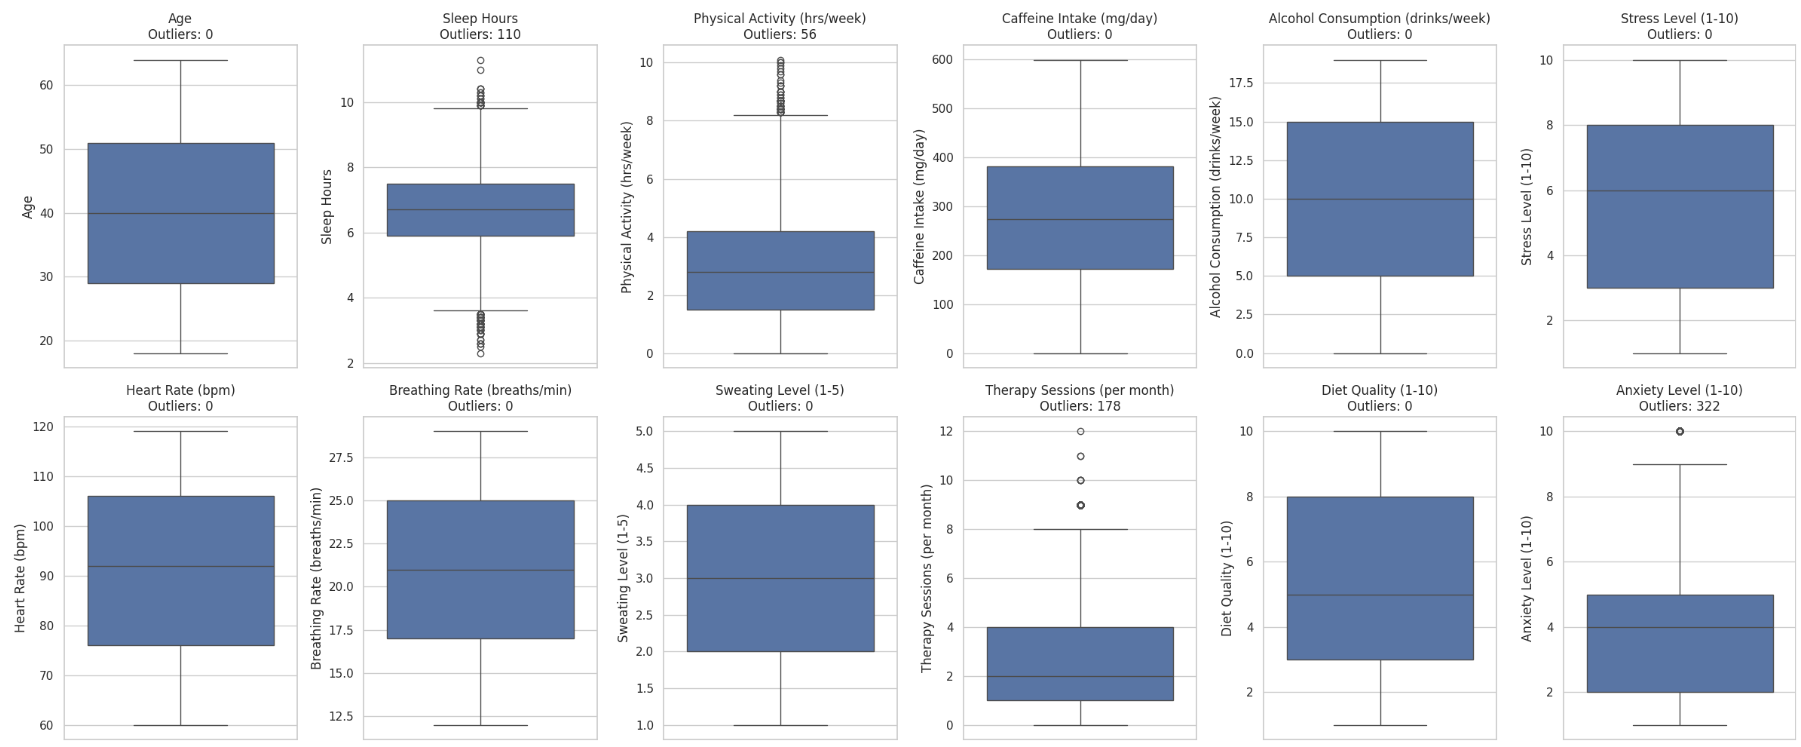 Age
Outliers: 0
60
50
40
30
20
Age
Sleep Hours
Outliers: 110
10
8
6
4
2
Sleep Hours
Physical Activity (hrs/week)
Outliers: 56
10
8
6
4
2
0
Physical Activity (hrs/week)
Caffeine Intake (mg/day)
Outliers: 0
600
500
400
300
200
100
0
Caffeine Intake (mg/day)
Alcohol Consumption (drinks/week)
Outliers: 0
17.5
15.0
12.5
10.0
7.5
5.0
2.5
0.0
Alcohol Consumption (drinks/week)
Stress Level (1-10)
Outliers: 0
10
8
6
4
2
Stress Level (1-10)
Heart Rate (bpm)
Outliers: 0
120
110
100
90
80
70
60
Heart Rate (bpm)
Breathing Rate (breaths/min)
Outliers: 0
27.5
25.0
22.5
20.0
17.5
15.0
12.5
Breathing Rate (breaths/min)
Sweating Level (1-5)
Outliers: 0
5.0
4.5
4.0
3.5
3.0
2.5
2.0
1.5
1.0
Sweating Level (1-5)
Therapy Sessions (per month)
Outliers: 178
12
10
8
6
4
2
0
Therapy Sessions (per month)
Diet Quality (1-10)
Outliers: 0
10
8
6
4
2
Diet Quality (1-10)
Anxiety Level (1-10)
Outliers: 322
10
8
6
4
2
Anxiety Level (1-10)